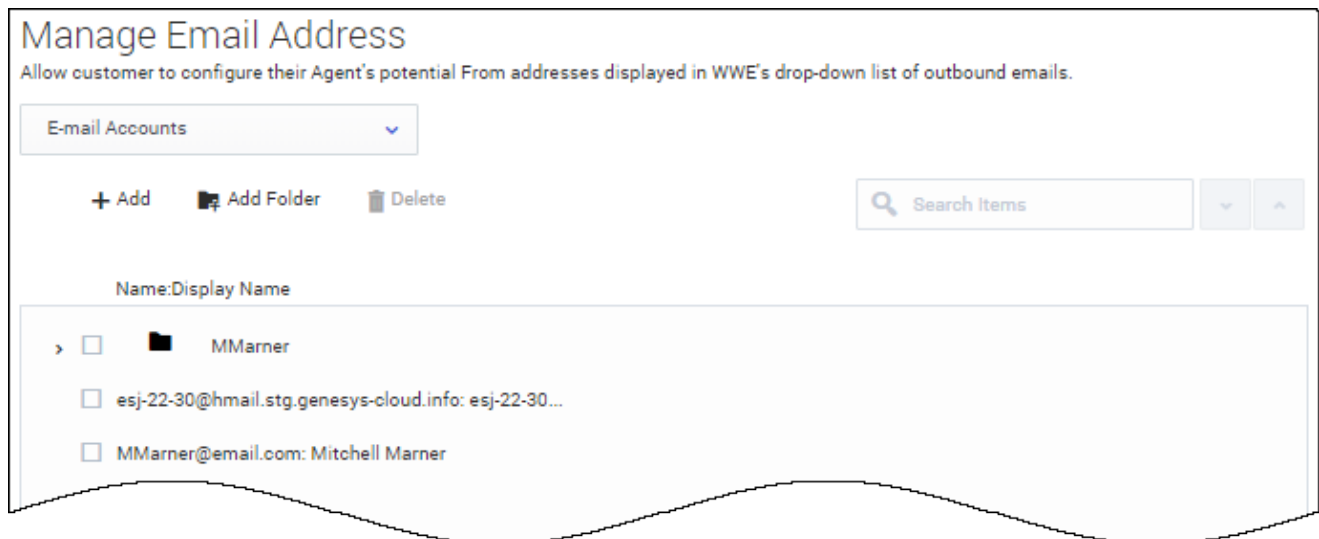 Manage Email Address
Allow customer to configure their Agent's potential From addresses displayed in WWE's drop-down list of outbound emails.
E-mail Accounts
Add Add Folder Delete Search Items
Name:Display Name
MMarner
esj-22-30@hmail.stg.genesys-cloud.info: esj-22-30...
MMarner@email.com: Mitchell Marner